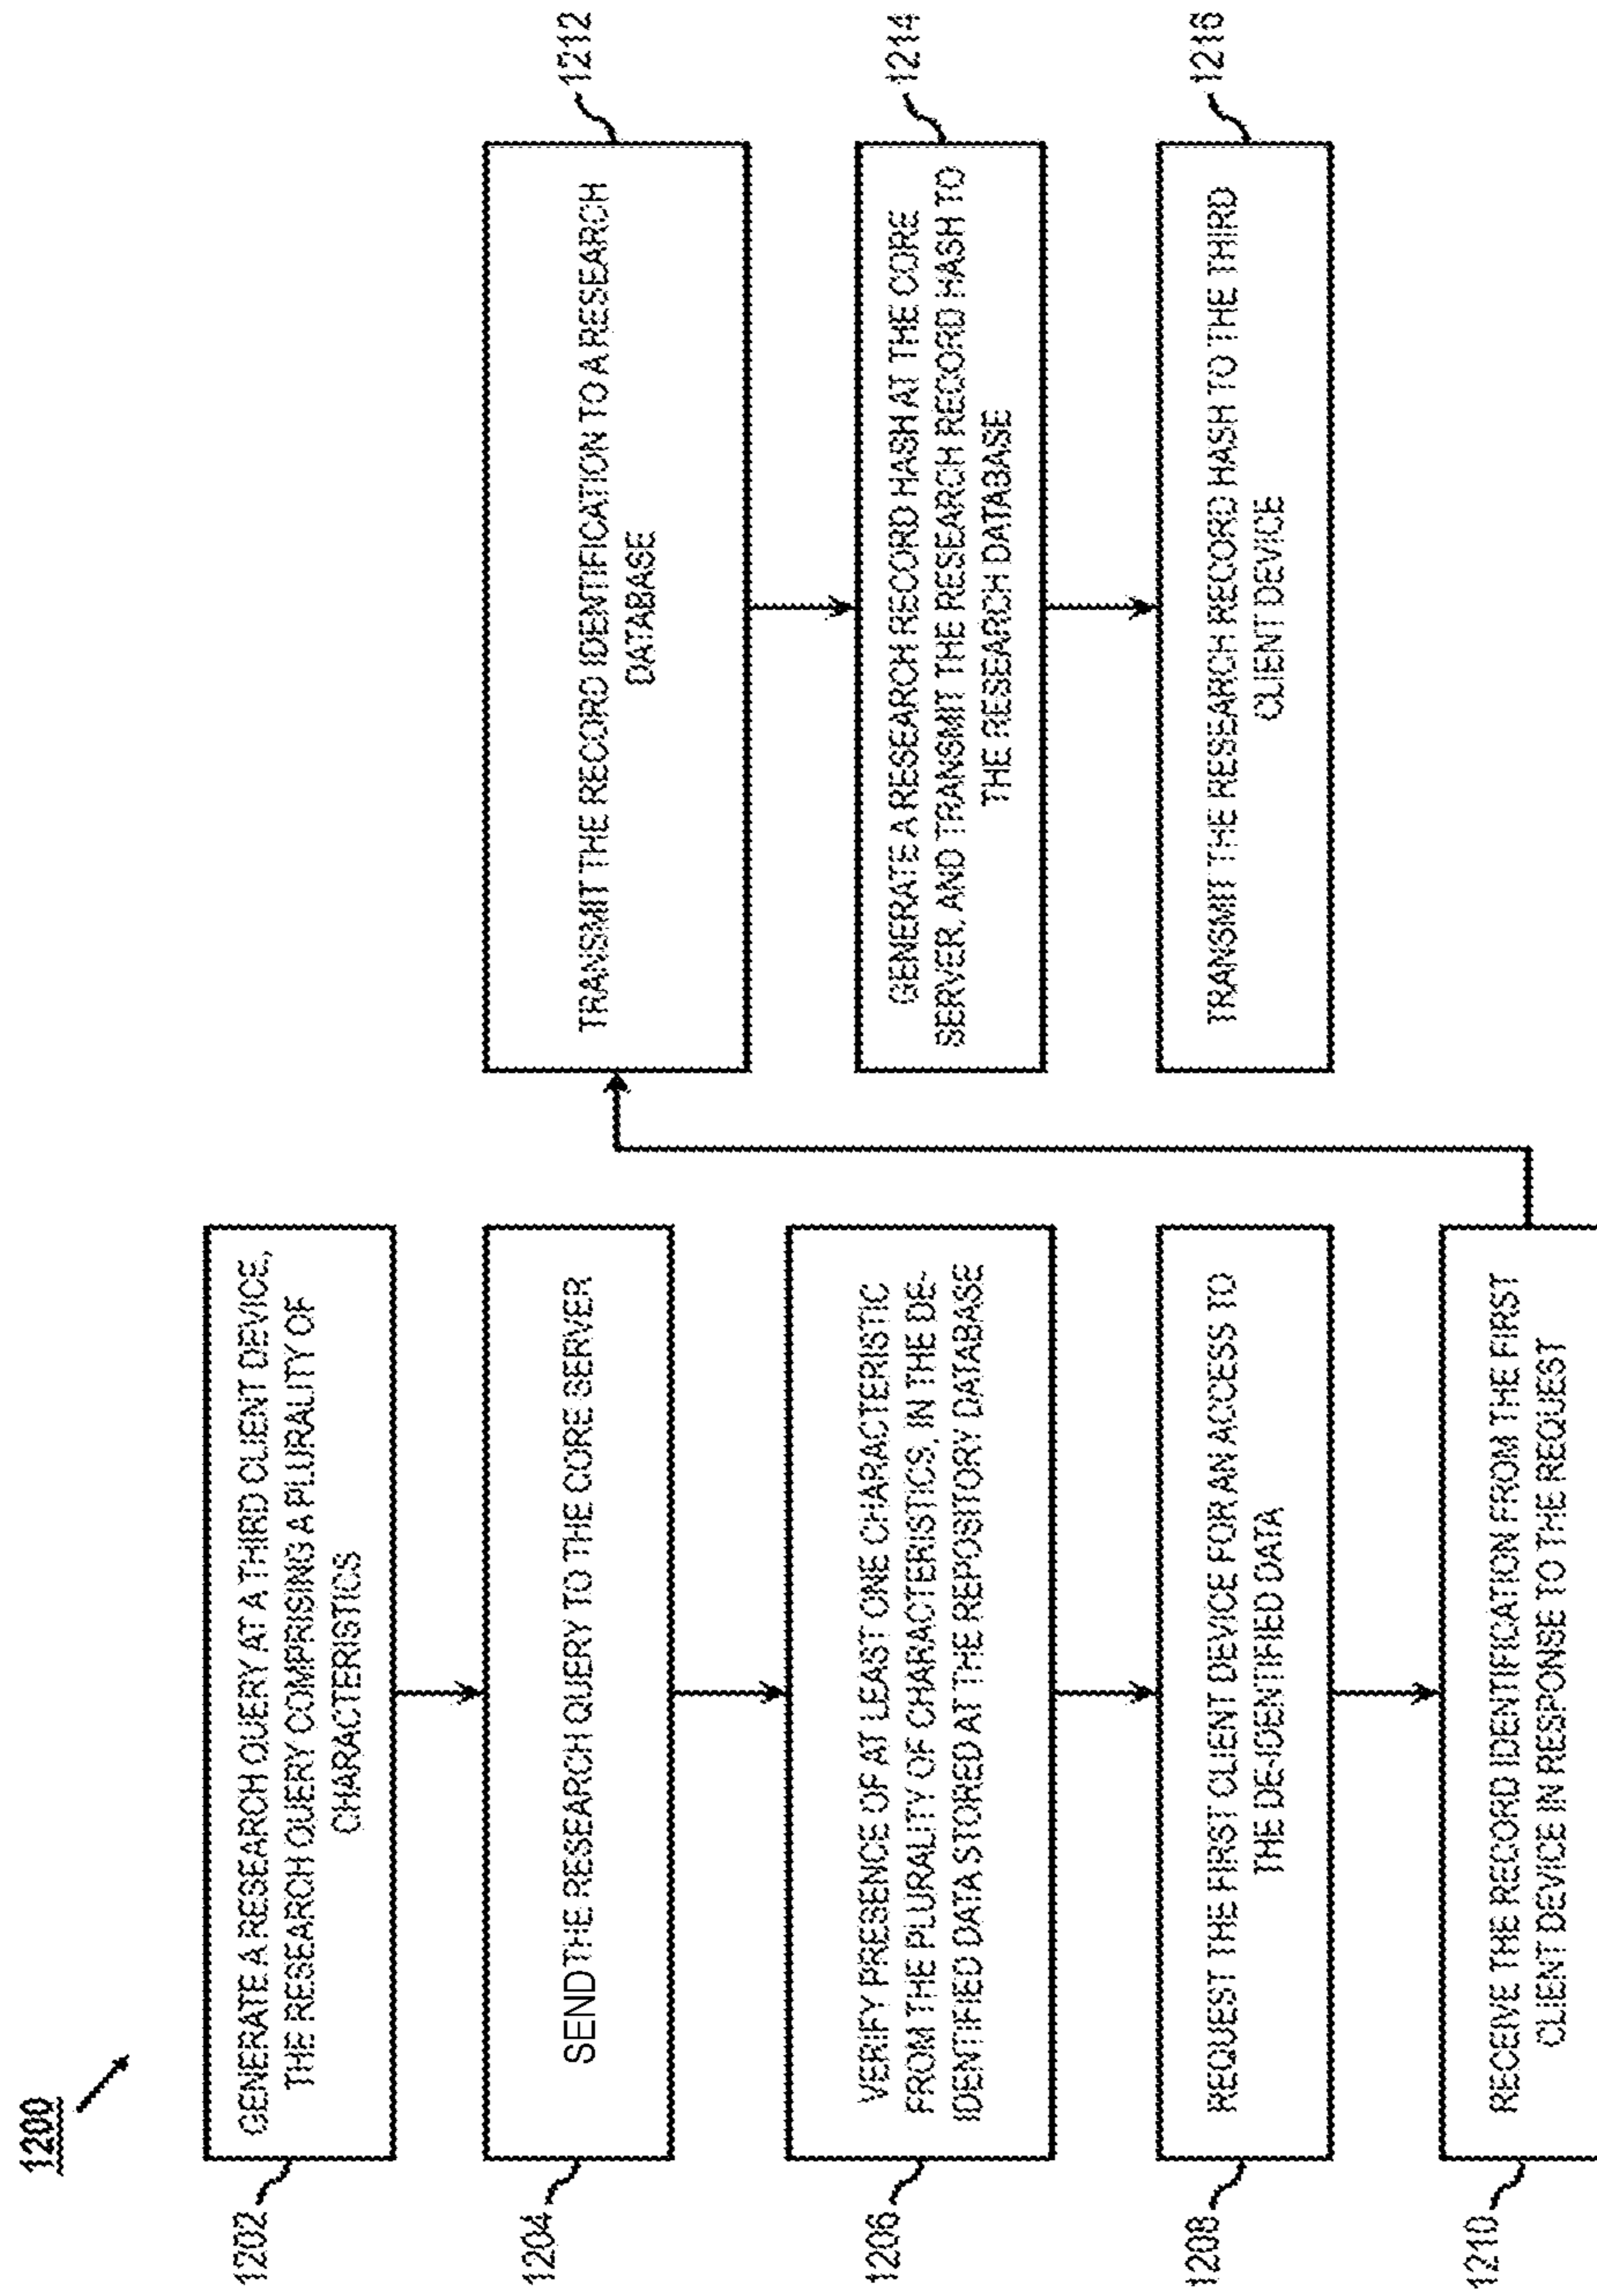 1200
1202
GENERATE A RESEARCH QUERY AT A THIRD CLIENT DEVICE,
THE RESEARCH QUERY COMPRISING A PLURALITY OF
CHARACTERISTICS
1204
SEND THE RESEARCH QUERY TO THE CORE SERVER
1206
VERIFY PRESENCE OF AT LEAST ONE CHARACTERISTIC
FROM THE PLURALITY OF CHARACTERISTICS, IN THE DE-
IDENTIFIED DATA STORED AT THE REPOSITORY DATABASE
1208
REQUEST THE FIRST CLIENT DEVICE FOR AN ACCESS TO
THE DE-IDENTIFIED DATA
1210
RECEIVE THE RECORD IDENTIFICATION FROM THE FIRST
CLIENT DEVICE IN RESPONSE TO THE REQUEST
1212
TRANSMIT THE RECORD IDENTIFICATION TO A RESEARCH
DATABASE
1214
GENERATE A RESEARCH RECORD HASH AT THE CORE
SERVER, AND TRANSMIT THE RESEARCH RECORD HASH TO
THE RESEARCH DATABASE
1216
TRANSMIT THE RESEARCH RECORD HASH TO THE THIRD
CLIENT DEVICE